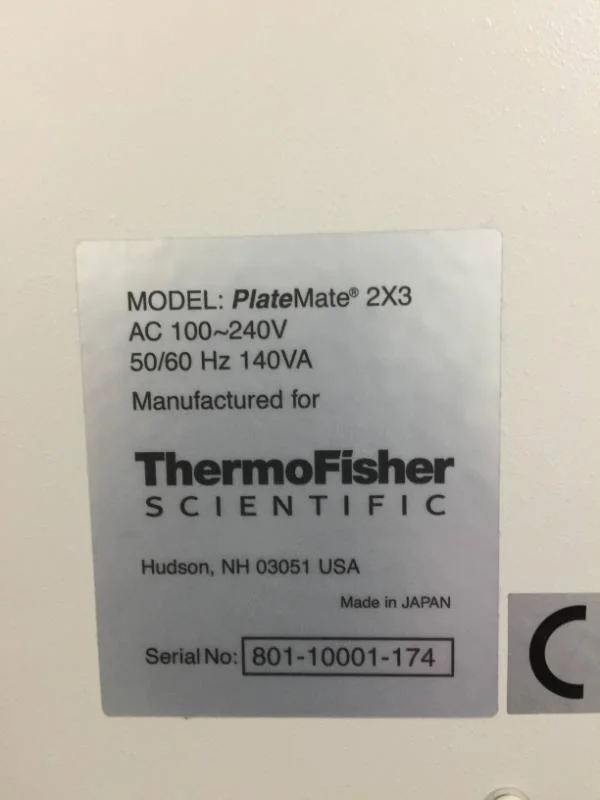 MODEL: PlateMate® 2X3
AC 100~240V
50/60 Hz 140VA
Manufactured for
ThermoFisher
SCIENTIFIC
Hudson, NH 03051 USA
Made in JAPAN
Serial No: 801-10001-174
C